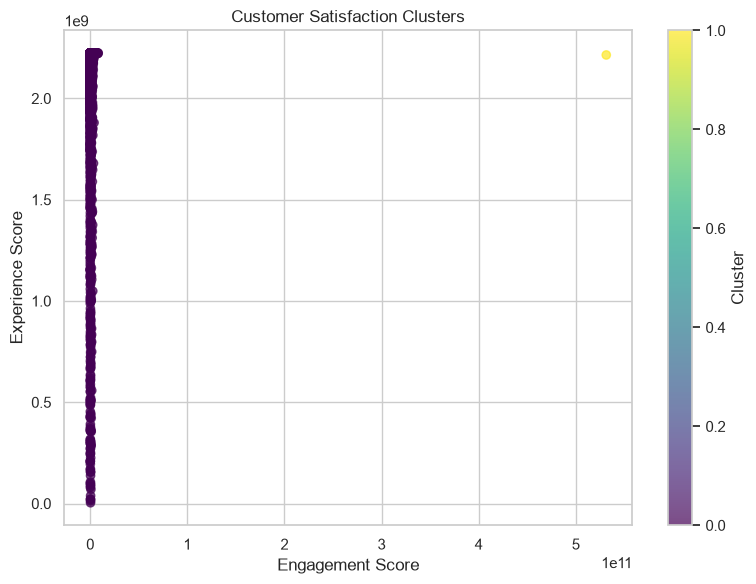 Customer Satisfaction Clusters
1e9
2.0
1.5
1.0
0.5
0.0
Experience Score
0 1 2 3 4 5
1e11
Engagement Score
1.0
0.8
0.6
0.4
0.2
0.0
Cluster